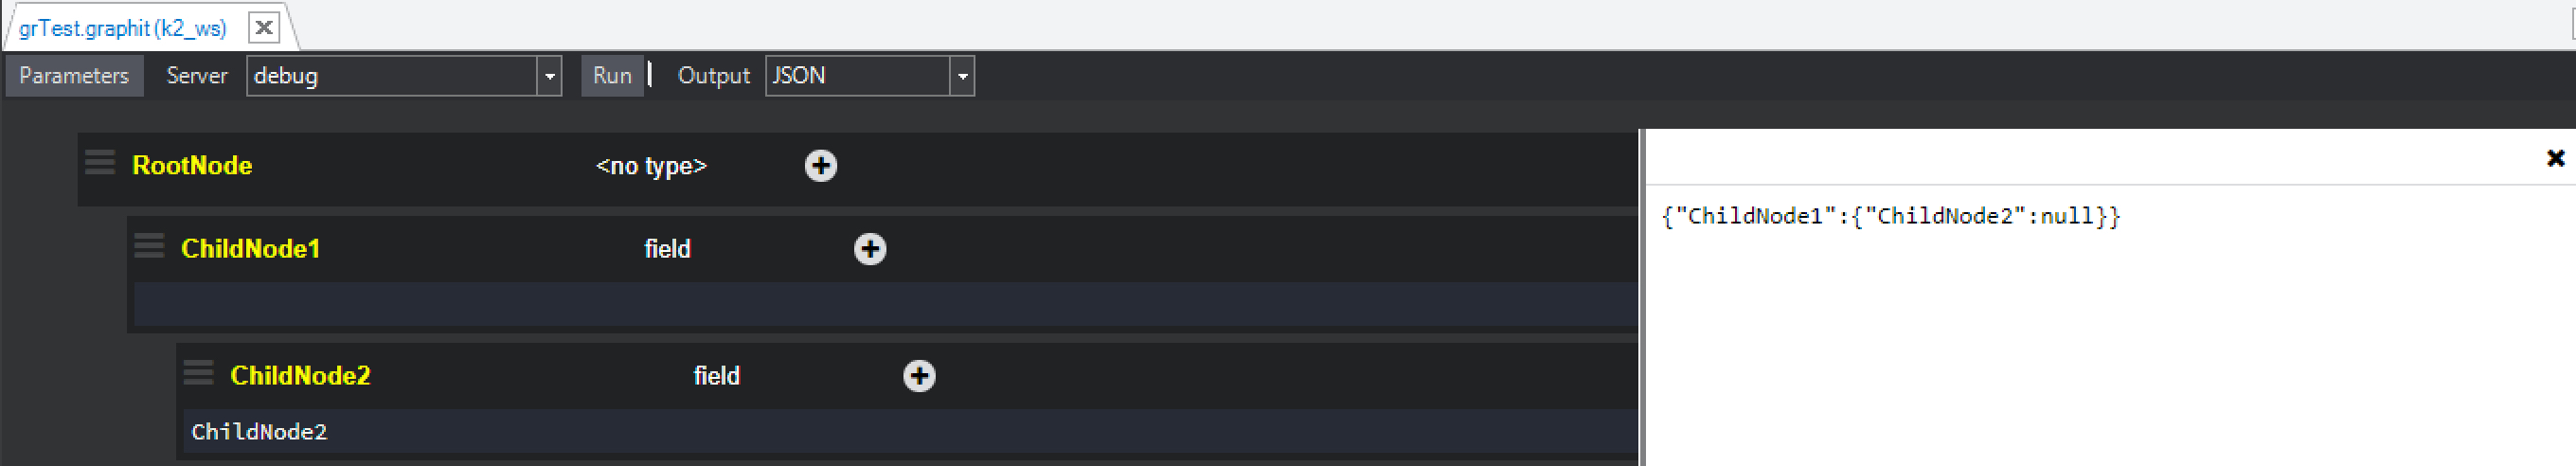 grTest.graphit (k2_ws)
Parameters Server debug Run Output JSON
RootNode <no type>
{"ChildNode1":{"ChildNode2":null}}
ChildNode1 field
ChildNode2 field
ChildNode2